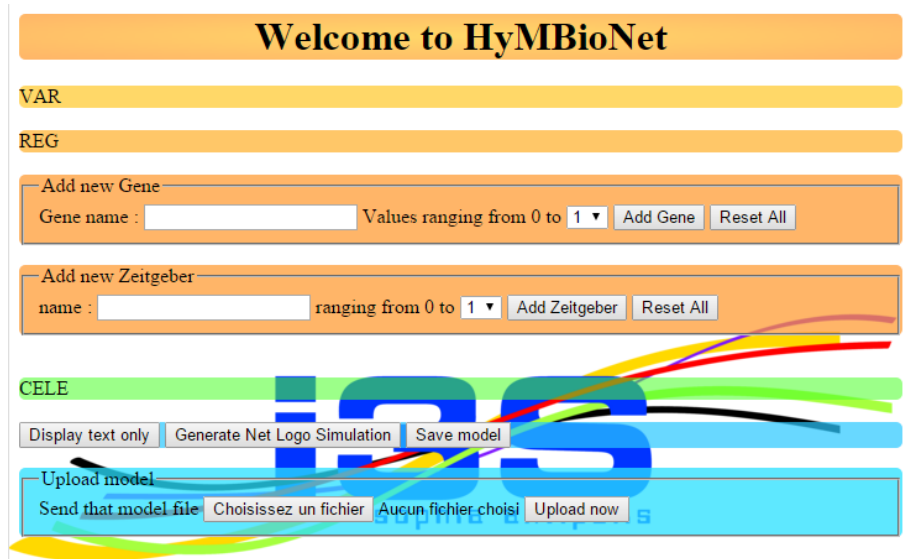 Welcome to HyMBioNet
VAR
REG
Add new Gene
Gene name : Values ranging from 0 to 1 Add Gene Reset All
Add new Zeitgeber
name : ranging from 0 to 1 Add Zeitgeber Reset All
CELE
i3S
Display text only Generate Net Logo Simulation Save model
Upload model
Send that model file Choisissez un fichier Aucun fichier choisi Upload now
sophia antipolis